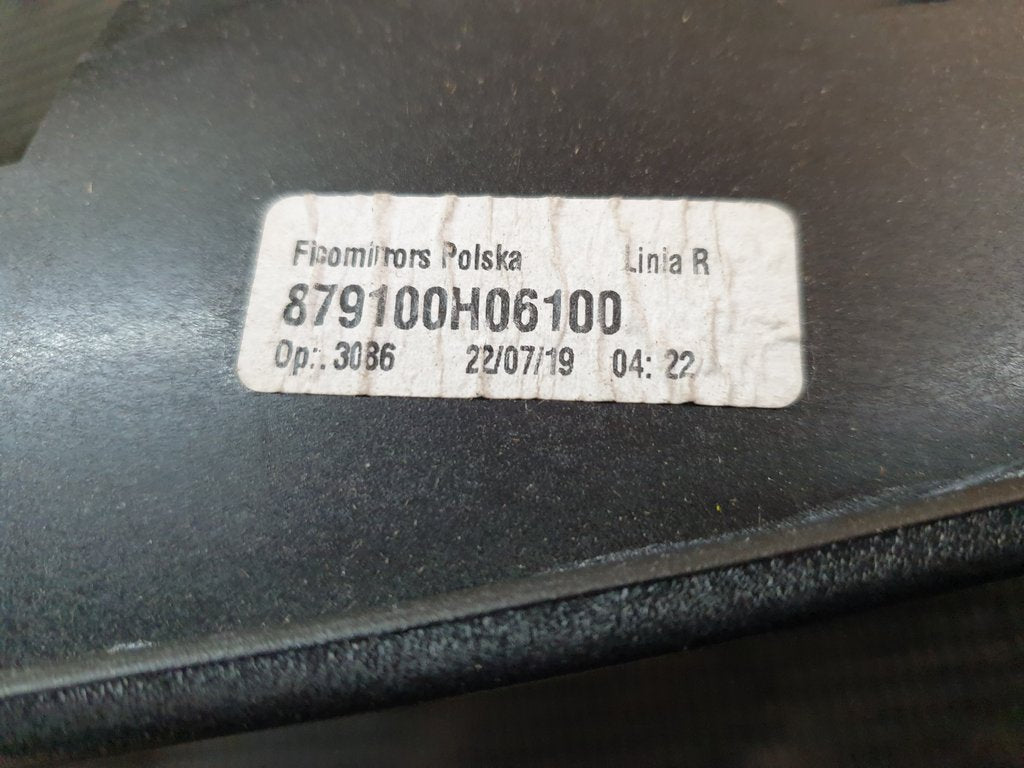 Ficomirrors Polska Linia R
879100H06100
Op.: 3086 22/07/19 04: 22